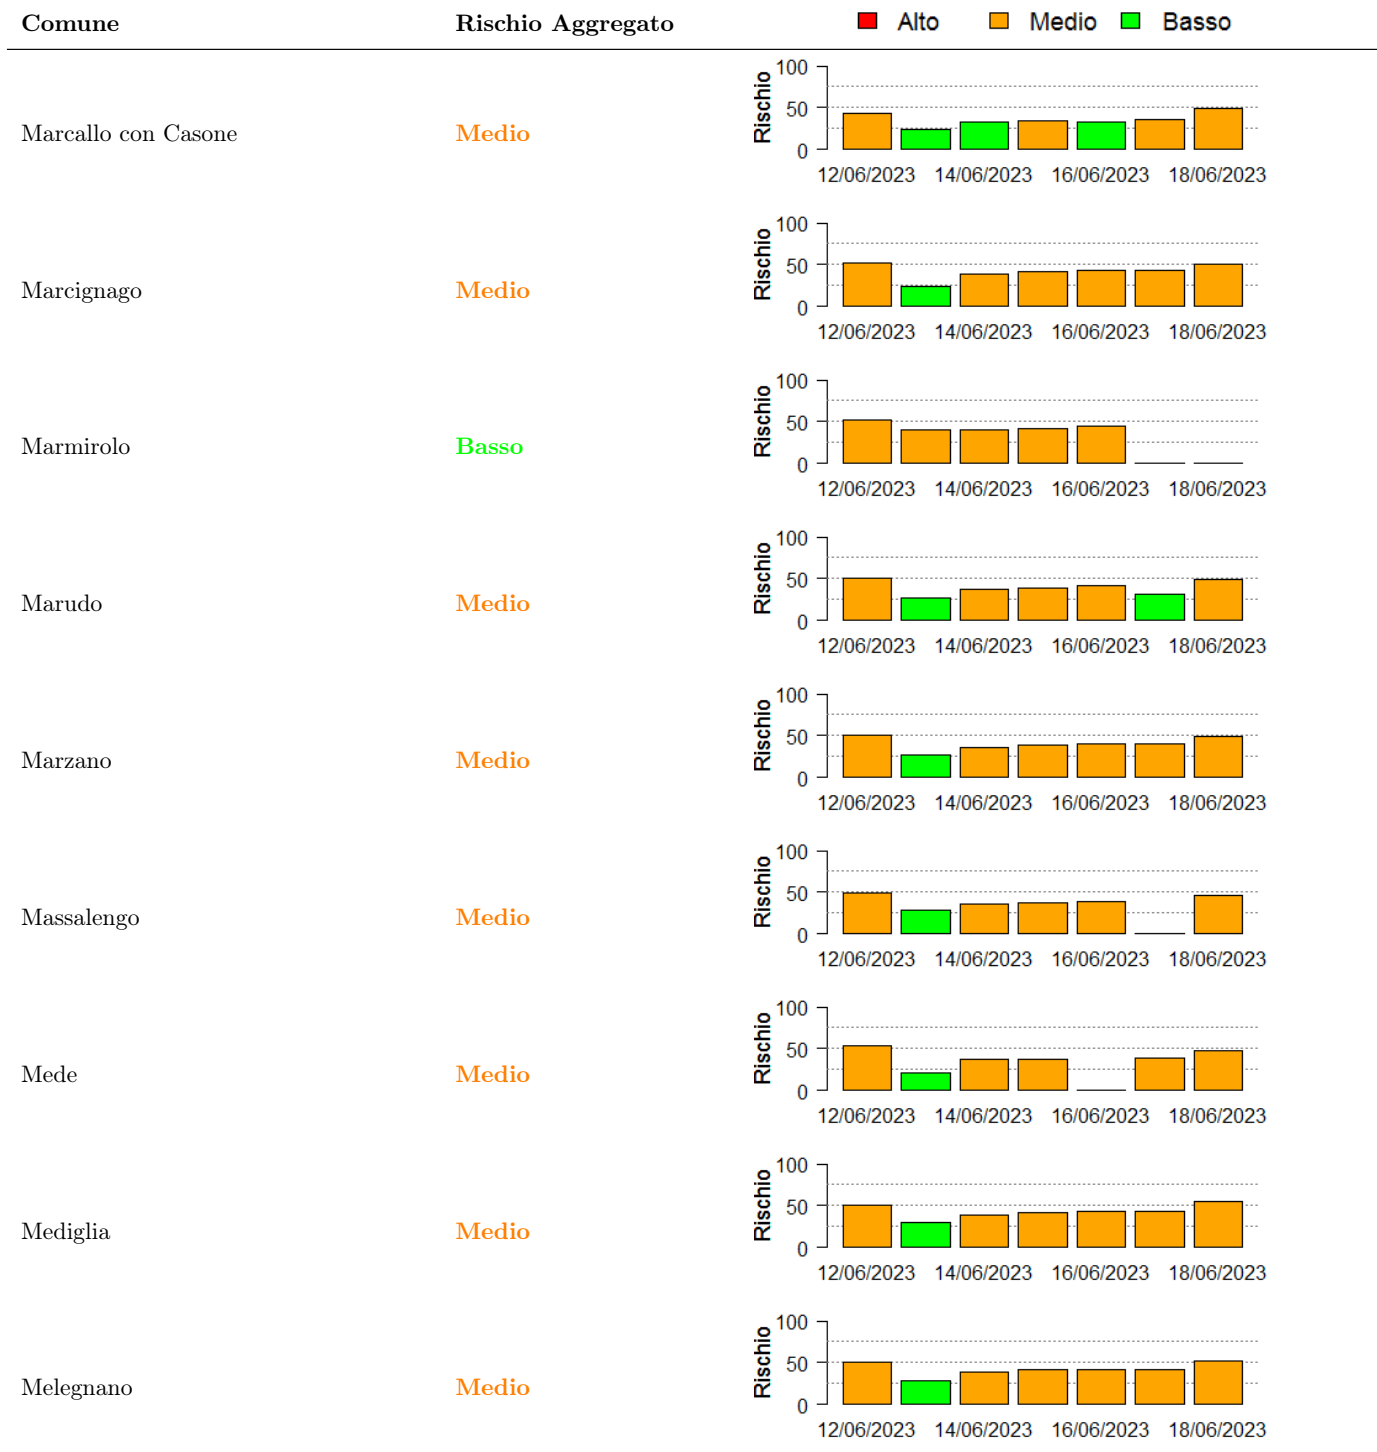 Comune Rischio Aggregato Alto Medio Basso
Marcallo con Casone Medio
Rischio
100
50
0
12/06/2023 14/06/2023 16/06/2023 18/06/2023
Marcignago Medio
Rischio
100
50
0
12/06/2023 14/06/2023 16/06/2023 18/06/2023
Marmirolo Basso
Rischio
100
50
0
12/06/2023 14/06/2023 16/06/2023 18/06/2023
Marudo Medio
Rischio
100
50
0
12/06/2023 14/06/2023 16/06/2023 18/06/2023
Marzano Medio
Rischio
100
50
0
12/06/2023 14/06/2023 16/06/2023 18/06/2023
Massalengo Medio
Rischio
100
50
0
12/06/2023 14/06/2023 16/06/2023 18/06/2023
Mede Medio
Rischio
100
50
0
12/06/2023 14/06/2023 16/06/2023 18/06/2023
Mediglia Medio
Rischio
100
50
0
12/06/2023 14/06/2023 16/06/2023 18/06/2023
Melegnano Medio
Rischio
100
50
0
12/06/2023 14/06/2023 16/06/2023 18/06/2023